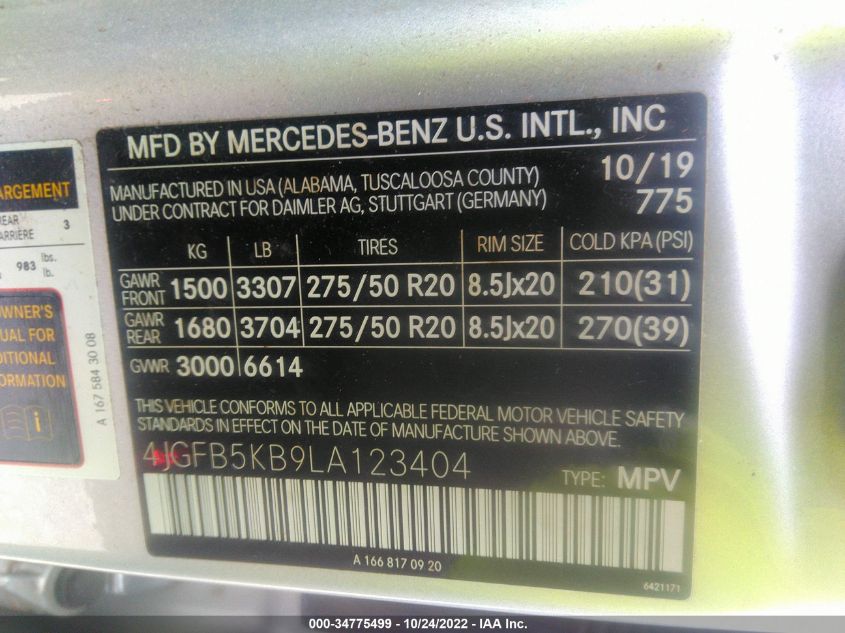 MFD BY MERCEDES-BENZ U.S. INTL., INC
MANUFACTURED IN USA (ALABAMA, TUSCALOOSA COUNTY) 10/19
UNDER CONTRACT FOR DAIMLER AG, STUTTGART (GERMANY) 775
KG LB TIRES RIM SIZE COLD KPA (PSI)
GAWR FRONT 1500 3307 275/50 R20 8.5Jx20 210(31)
GAWR REAR 1680 3704 275/50 R20 8.5Jx20 270(39)
GVWR 3000 6614
THIS VEHICLE CONFORMS TO ALL APPLICABLE FEDERAL MOTOR VEHICLE SAFETY
STANDARDS IN EFFECT ON THE DATE OF MANUFACTURE SHOWN ABOVE.
4JGFB5KB9LA123404 TYPE: MPV
A 166 817 09 20
6421171
ARGEMENT
REAR 3
ARRIÈRE
983 lbs.
lb.
OWNER'S
FOR
A 167 584 30 08
000-34775499 - 10/24/2022 - IAA Inc.